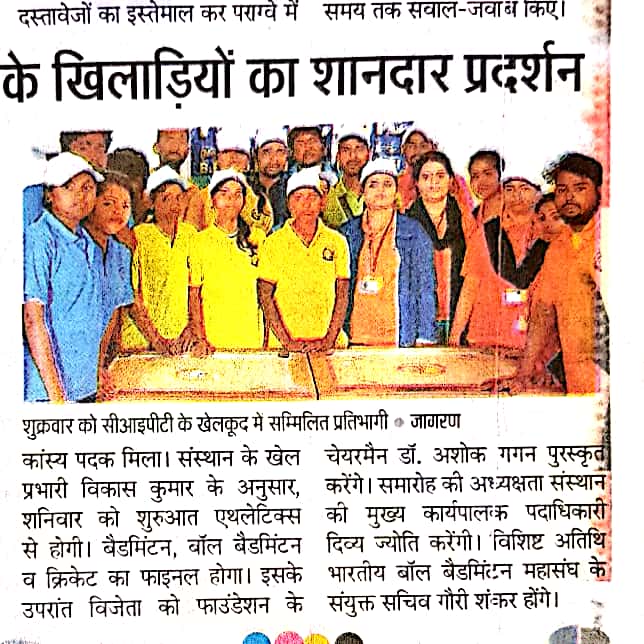 दस्तावेजों का इस्तेमाल कर पराग्वे में
समय तक सवाल-जवाब किए।
के खिलाड़ियों का शानदार प्रदर्शन
शुक्रवार को सीआइपीटी के खेलकूद में सम्मिलित प्रतिभागी ● जागरण
कांस्य पदक मिला। संस्थान के खेल
प्रभारी विकास कुमार के अनुसार,
शनिवार को शुरुआत एथलेटिक्स
से होगी। बैडमिंटन, बॉल बैडमिंटन
व क्रिकेट का फाइनल होगा। इसके
उपरांत विजेता को फाउंडेशन के
चेयरमैन डॉ. अशोक गगन पुरस्कृत
करेंगे। समारोह की अध्यक्षता संस्थान
की मुख्य कार्यपालक पदाधिकारी
दिव्य ज्योति करेंगी। विशिष्ट अतिथि
भारतीय बॉल बैडमिंटन महासंघ के
संयुक्त सचिव गौरी शंकर होंगे।